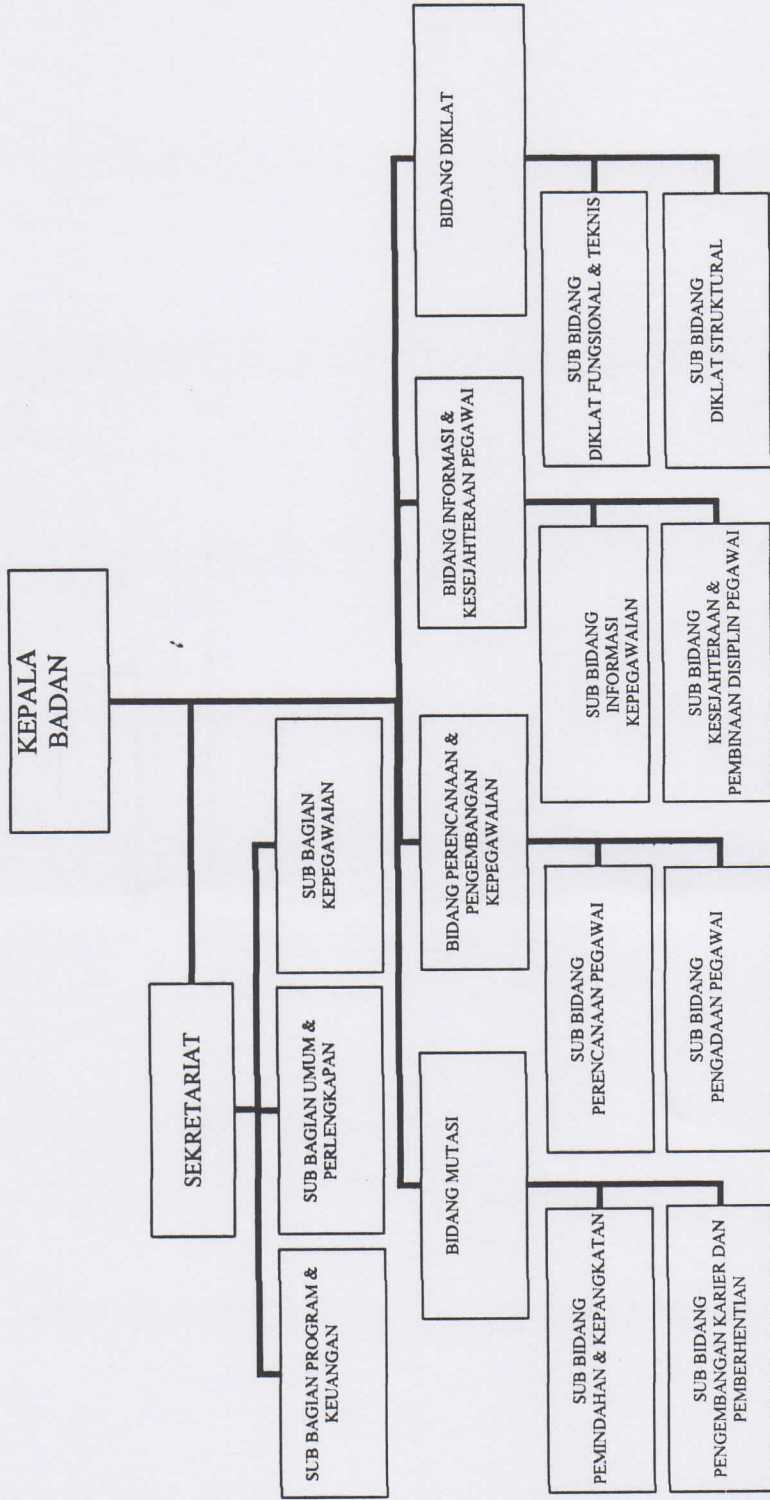 KEPALA
BADAN
SEKRETARIAT
SUB BAGIAN PROGRAM &
KEUANGAN
SUB BAGIAN UMUM &
PERLENGKAPAN
SUB BAGIAN
KEPEGAWAIAN
BIDANG MUTASI
BIDANG PERENCANAAN &
PENGEMBANGAN
KEPEGAWAIAN
BIDANG INFORMASI &
KESEJAHTERAAN PEGAWAI
BIDANG DIKLAT
SUB BIDANG
PEMINDAHAN & KEPANGKATAN
SUB BIDANG
PERENCANAAN PEGAWAI
SUB BIDANG
INFORMASI
KEPEGAWAIAN
SUB BIDANG
DIKLAT FUNGSIONAL & TEKNIS
SUB BIDANG
PENGEMBANGAN KARIER DAN
PEMBERHENTIAN
SUB BIDANG
PENGADAAN PEGAWAI
SUB BIDANG
KESEJAHTERAAN &
PEMBINAAN DISIPLIN PEGAWAI
SUB BIDANG
DIKLAT STRUKTURAL